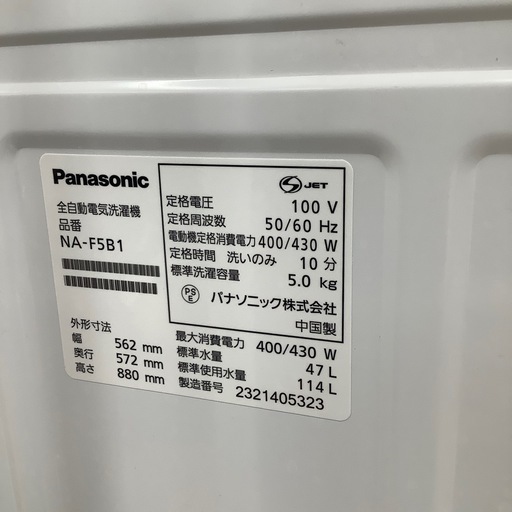 Panasonic
全自動電気洗濯機
品番
NA-F5B1
外形寸法
幅 562 mm
奥行 572 mm
高さ 880 mm
S JET
定格電圧 100 V
定格周波数 50/60 Hz
電動機定格消費電力 400/430 W
定格時間 洗いのみ 10 分
標準洗濯容量 5.0 kg
PS E パナソニック株式会社
中国製
最大消費電力 400/430 W
標準水量 47 L
標準使用水量 114 L
製造番号 2321405323